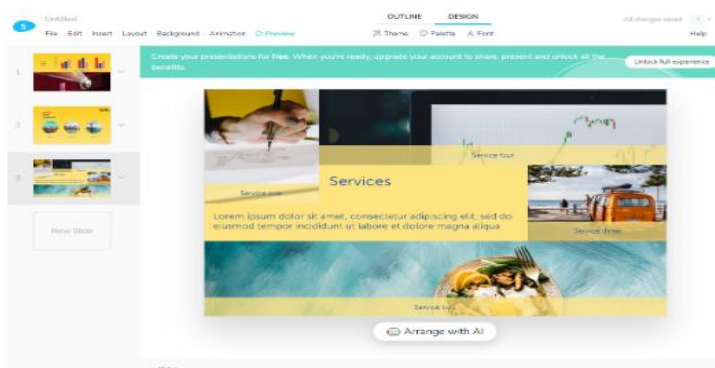 S
Untitled
OUTLINE DESIGN
All changes saved
File Edit Insert Layout Background Animation Preview
Theme Palette Font
Help
Create your presentations for free. When you're ready, upgrade your account to share, present and unlock all the
benefits.
Unlock full experience
1
2
3
New Slide
Service four
Services
Service one
Lorem ipsum dolor sit amet, consectetur adipiscing elit, sed do
eiusmod tempor incididunt ut labore et dolore magna aliqua
Service three
Service two
Arrange with AI